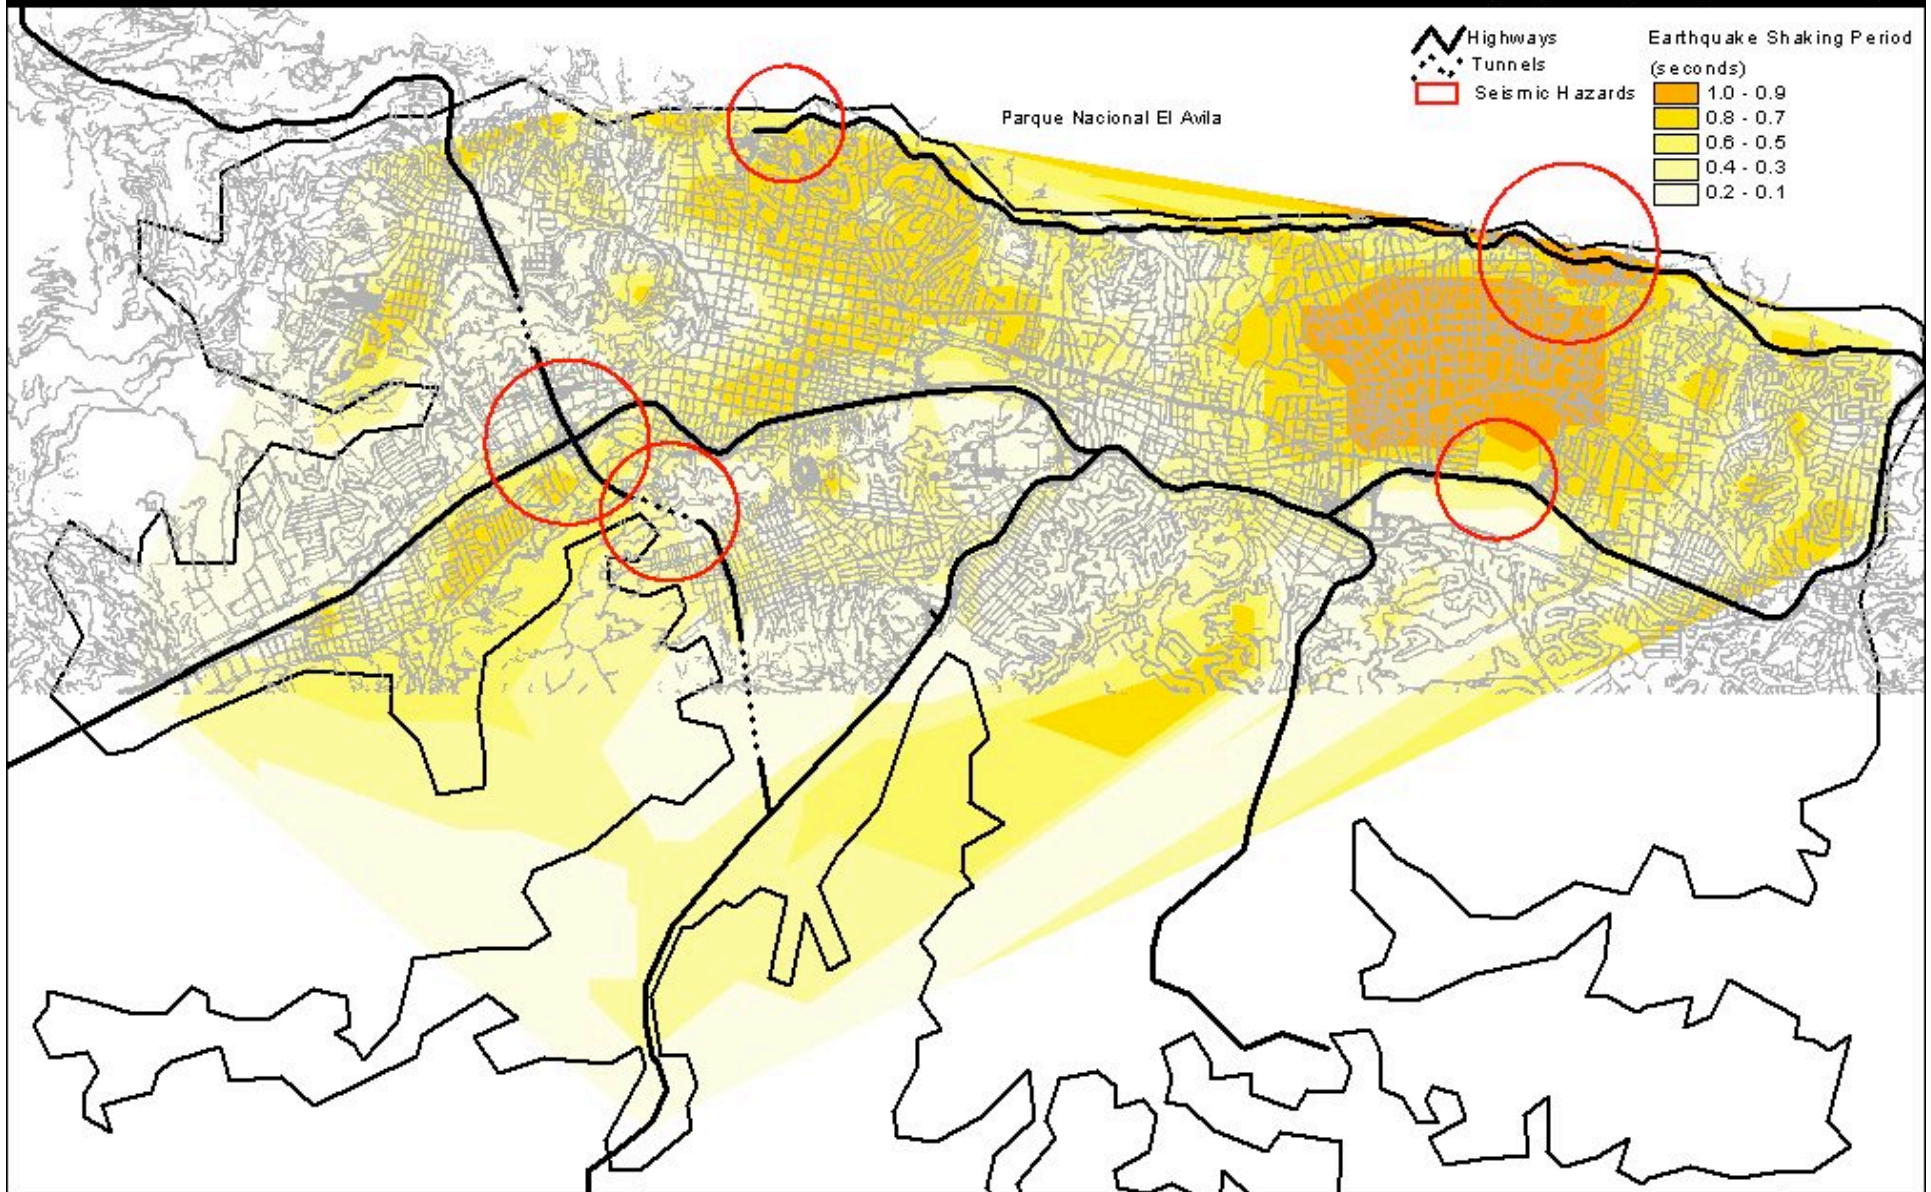 Highways
Tunnels
Seismic Hazards
Earthquake Shaking Period
(seconds)
1.0 - 0.9
0.8 - 0.7
0.6 - 0.5
0.4 - 0.3
0.2 - 0.1
Parque Nacional El Avila